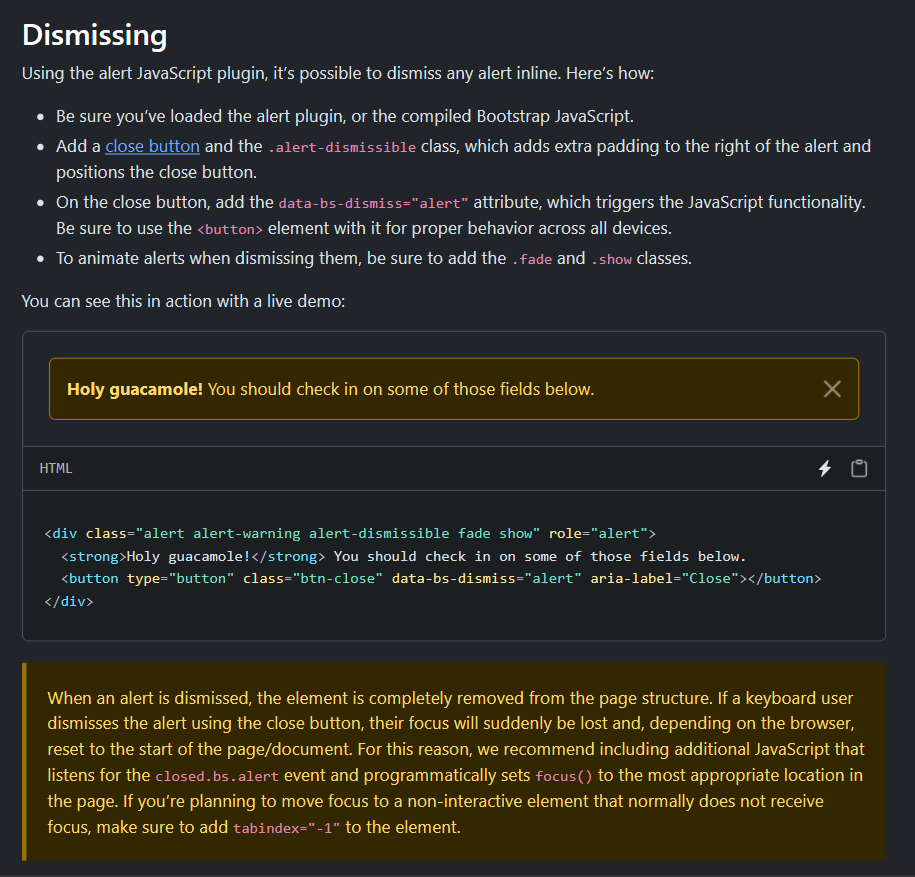 Dismissing
Using the alert JavaScript plugin, it’s possible to dismiss any alert inline. Here’s how:
Be sure you’ve loaded the alert plugin, or the compiled Bootstrap JavaScript.
Add a close button and the .alert-dismissible class, which adds extra padding to the right of the alert and
positions the close button.
On the close button, add the data-bs-dismiss="alert" attribute, which triggers the JavaScript functionality.
Be sure to use the <button> element with it for proper behavior across all devices.
To animate alerts when dismissing them, be sure to add the .fade and .show classes.
You can see this in action with a live demo:
Holy guacamole! You should check in on some of those fields below.
HTML
<div class="alert alert-warning alert-dismissible fade show" role="alert">
  <strong>Holy guacamole!</strong> You should check in on some of those fields below.
  <button type="button" class="btn-close" data-bs-dismiss="alert" aria-label="Close"></button>
</div>
When an alert is dismissed, the element is completely removed from the page structure. If a keyboard user
dismisses the alert using the close button, their focus will suddenly be lost and, depending on the browser,
reset to the start of the page/document. For this reason, we recommend including additional JavaScript that
listens for the closed.bs.alert event and programmatically sets focus() to the most appropriate location in
the page. If you’re planning to move focus to a non-interactive element that normally does not receive
focus, make sure to add tabindex="-1" to the element.